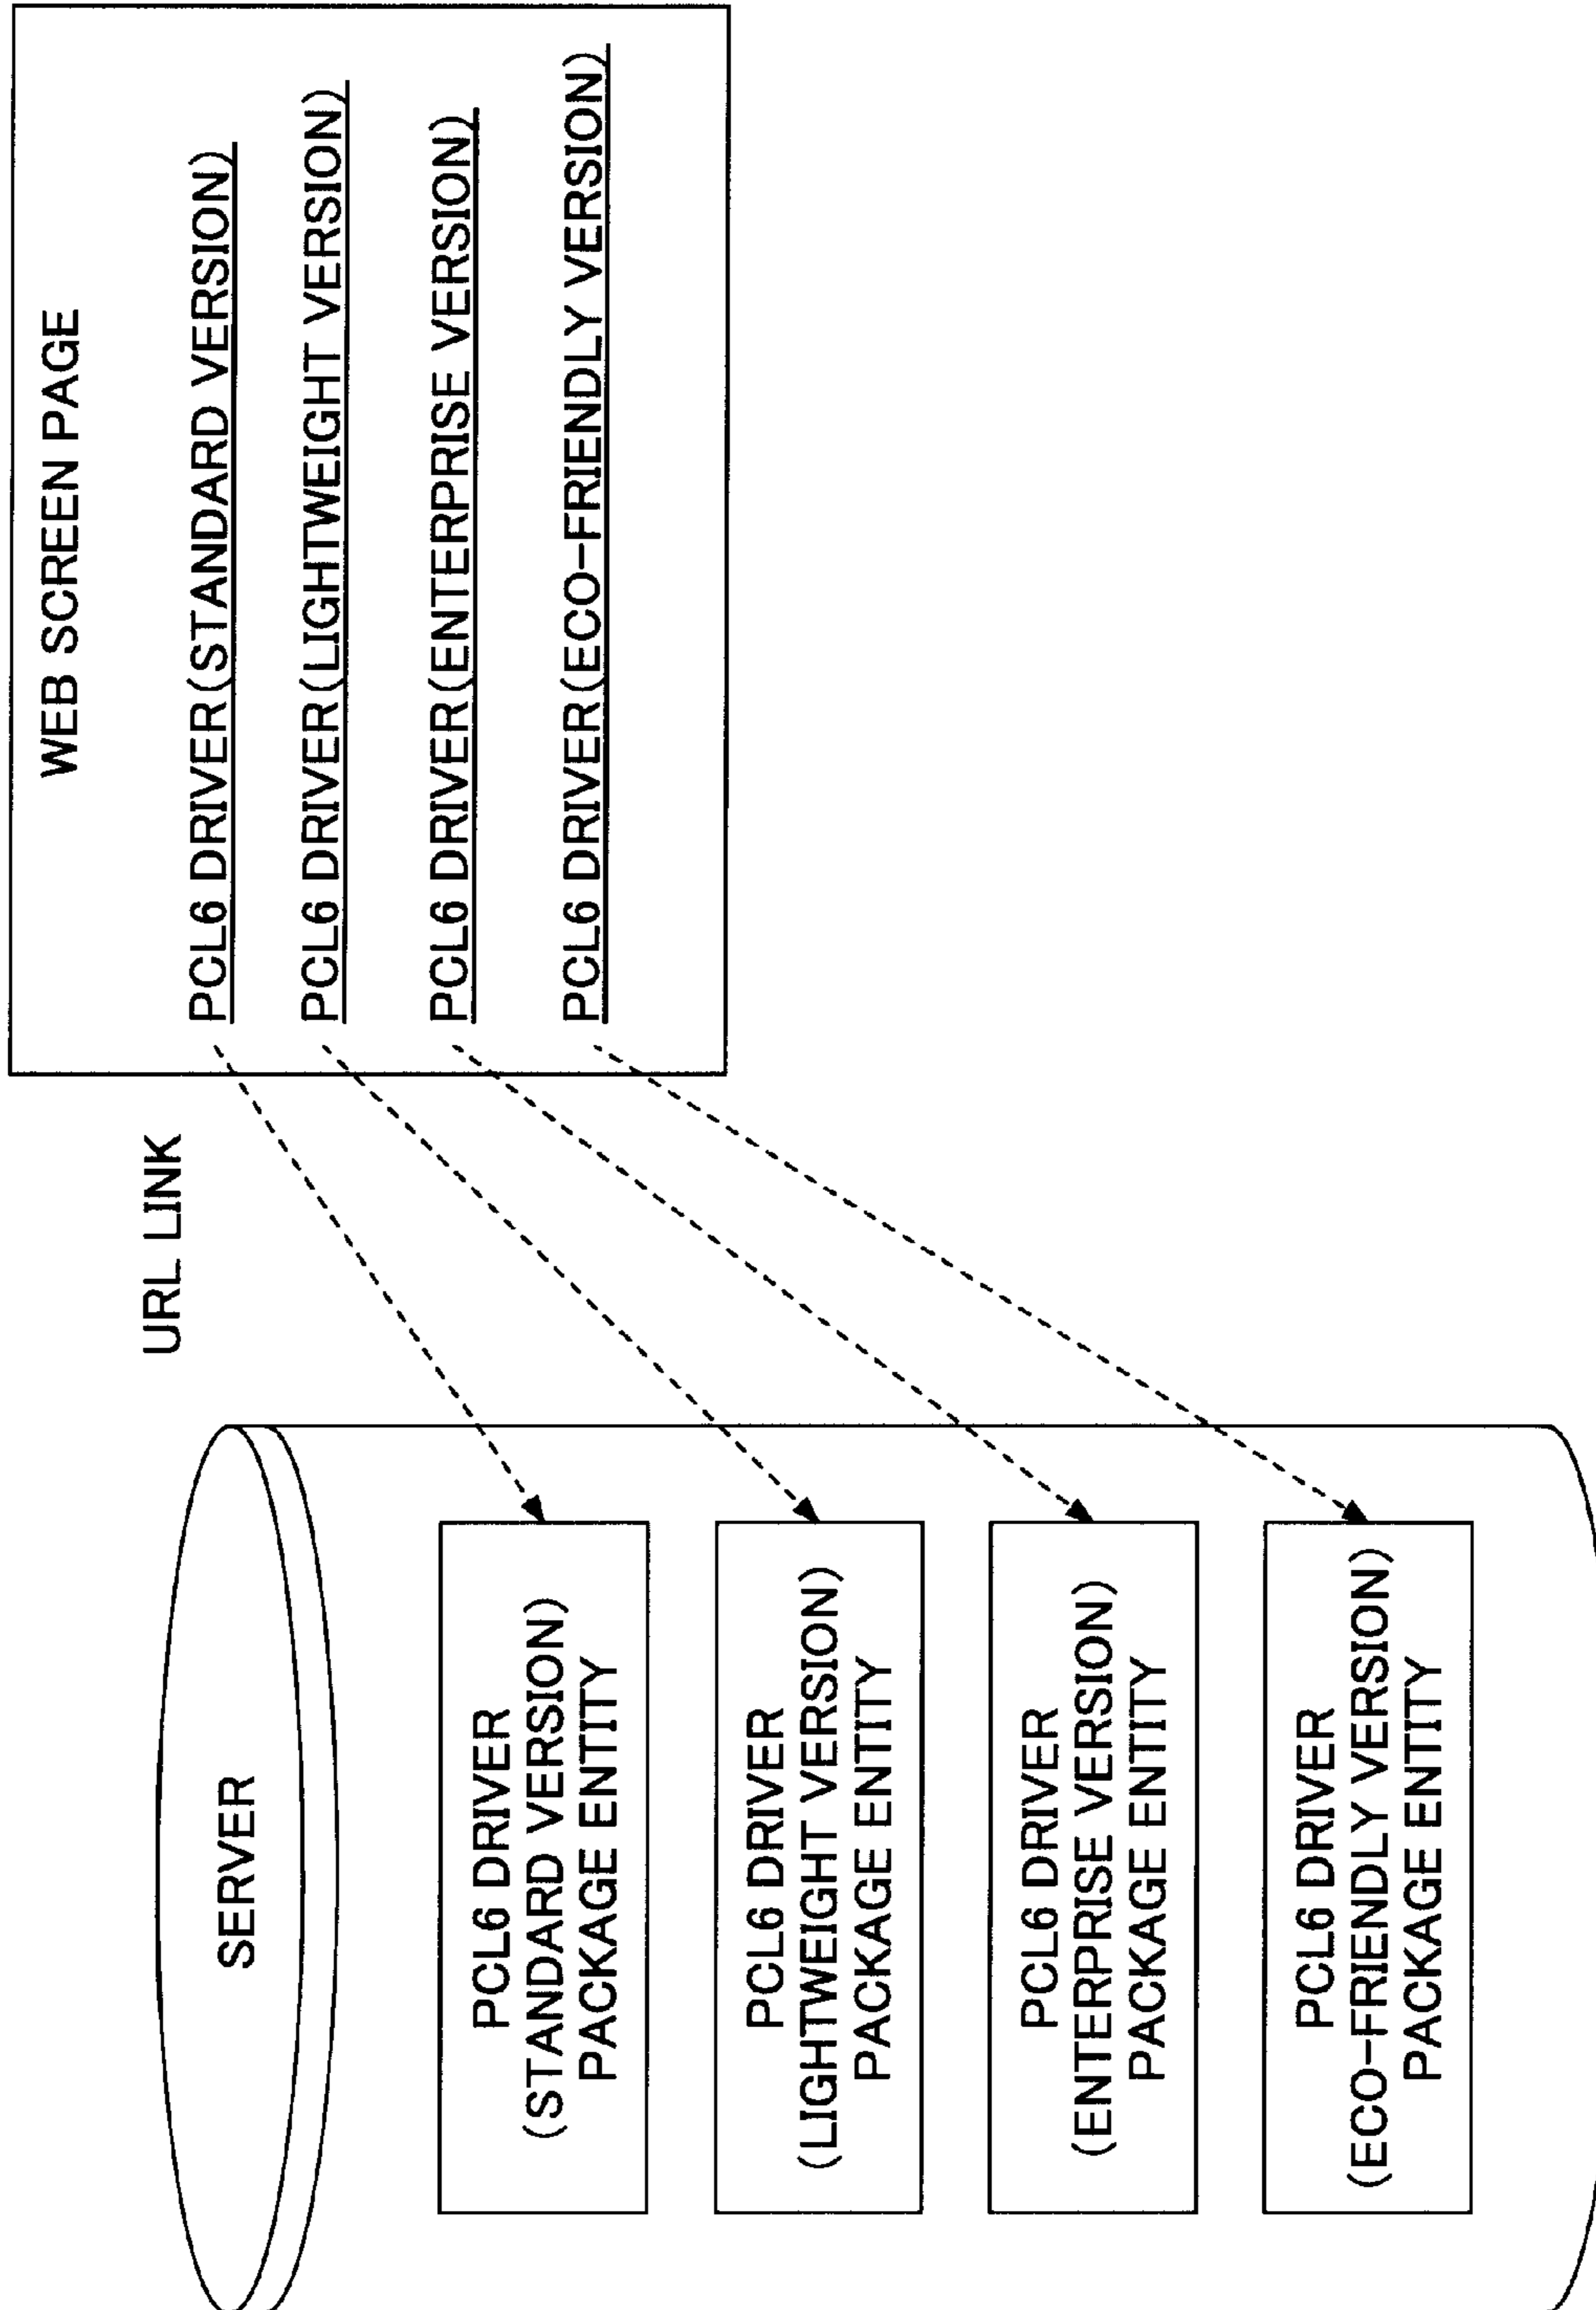 SERVER
PCL6 DRIVER
(STANDARD VERSION)
PACKAGE ENTITY
PCL6 DRIVER
(LIGHTWEIGHT VERSION)
PACKAGE ENTITY
PCL6 DRIVER
(ENTERPRISE VERSION)
PACKAGE ENTITY
PCL6 DRIVER
(ECO-FRIENDLY VERSION)
PACKAGE ENTITY
URL LINK
WEB SCREEN PAGE
PCL6 DRIVER(STANDARD VERSION)
PCL6 DRIVER(LIGHTWEIGHT VERSION)
PCL6 DRIVER(ENTERPRISE VERSION)
PCL6 DRIVER(ECO-FRIENDLY VERSION)